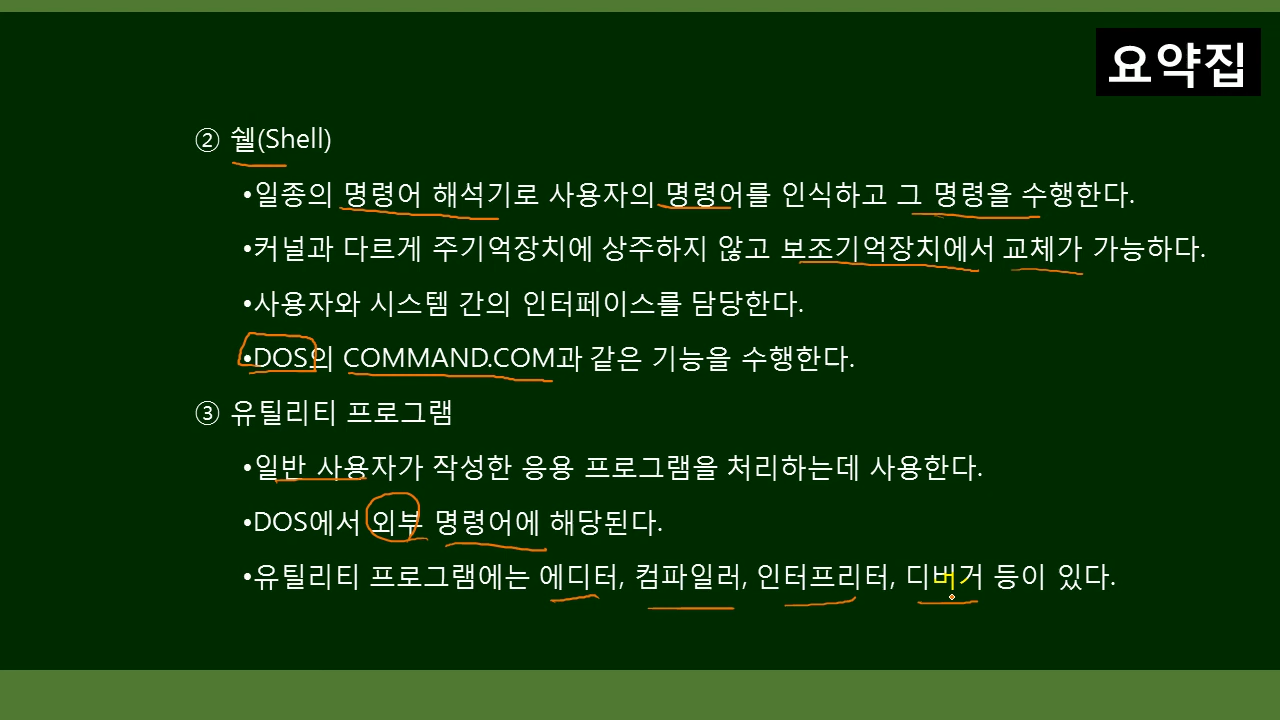 요약집
② 쉘(Shell)
•일종의 명령어 해석기로 사용자의 명령어를 인식하고 그 명령을 수행한다.
•커널과 다르게 주기억장치에 상주하지 않고 보조기억장치에서 교체가 가능하다.
•사용자와 시스템 간의 인터페이스를 담당한다.
•DOS의 COMMAND.COM과 같은 기능을 수행한다.
③ 유틸리티 프로그램
•일반 사용자가 작성한 응용 프로그램을 처리하는데 사용한다.
•DOS에서 외부 명령어에 해당된다.
•유틸리티 프로그램에는 에디터, 컴파일러, 인터프리터, 디버거 등이 있다.